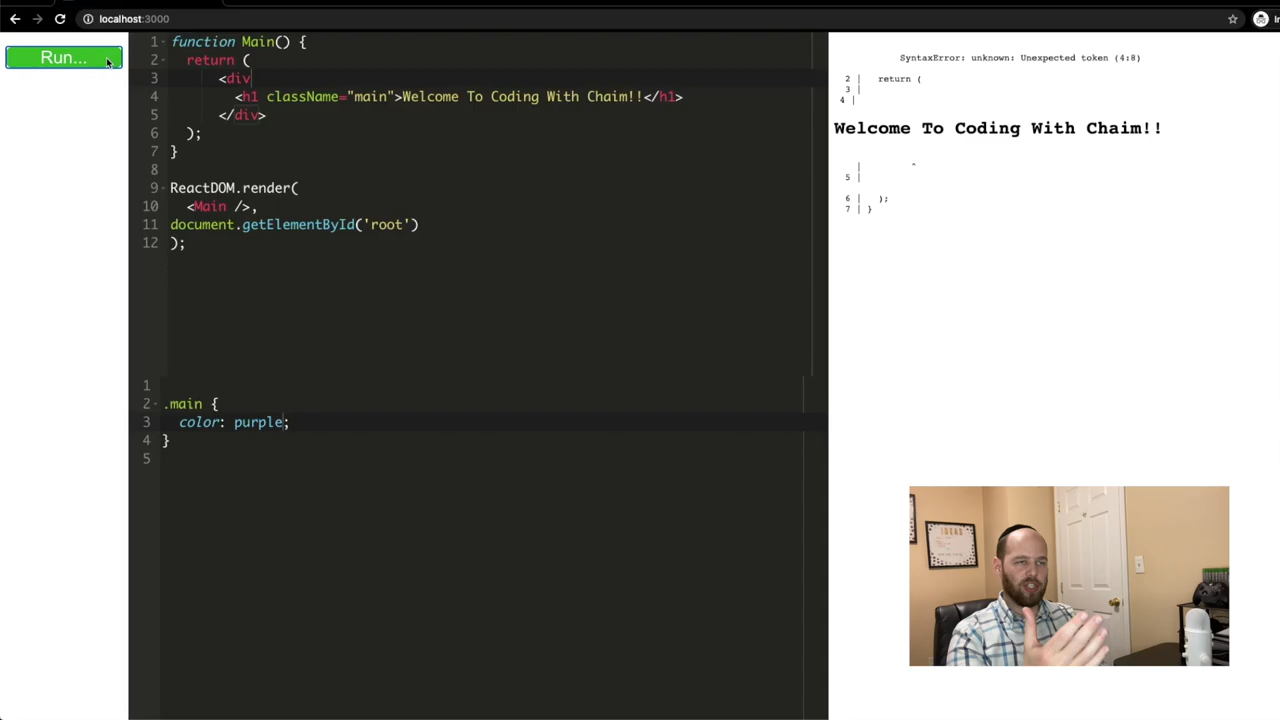 localhost:3000
Run...
1 function Main() {
2 return (
3 <div
4 <h1 className="main">Welcome To Coding With Chaim!!</h1>
5 </div>
6 );
7 }
8
9 ReactDOM.render(
10 <Main />,
11 document.getElementById('root')
12 );
1
2 .main {
3 color: purple;
4 }
5
SyntaxError: unknown: Unexpected token (4:8)
2 | return (
3 |
4 |
Welcome To Coding With Chaim!!
| ^
5 |
6 | );
7 | }
IDEAS